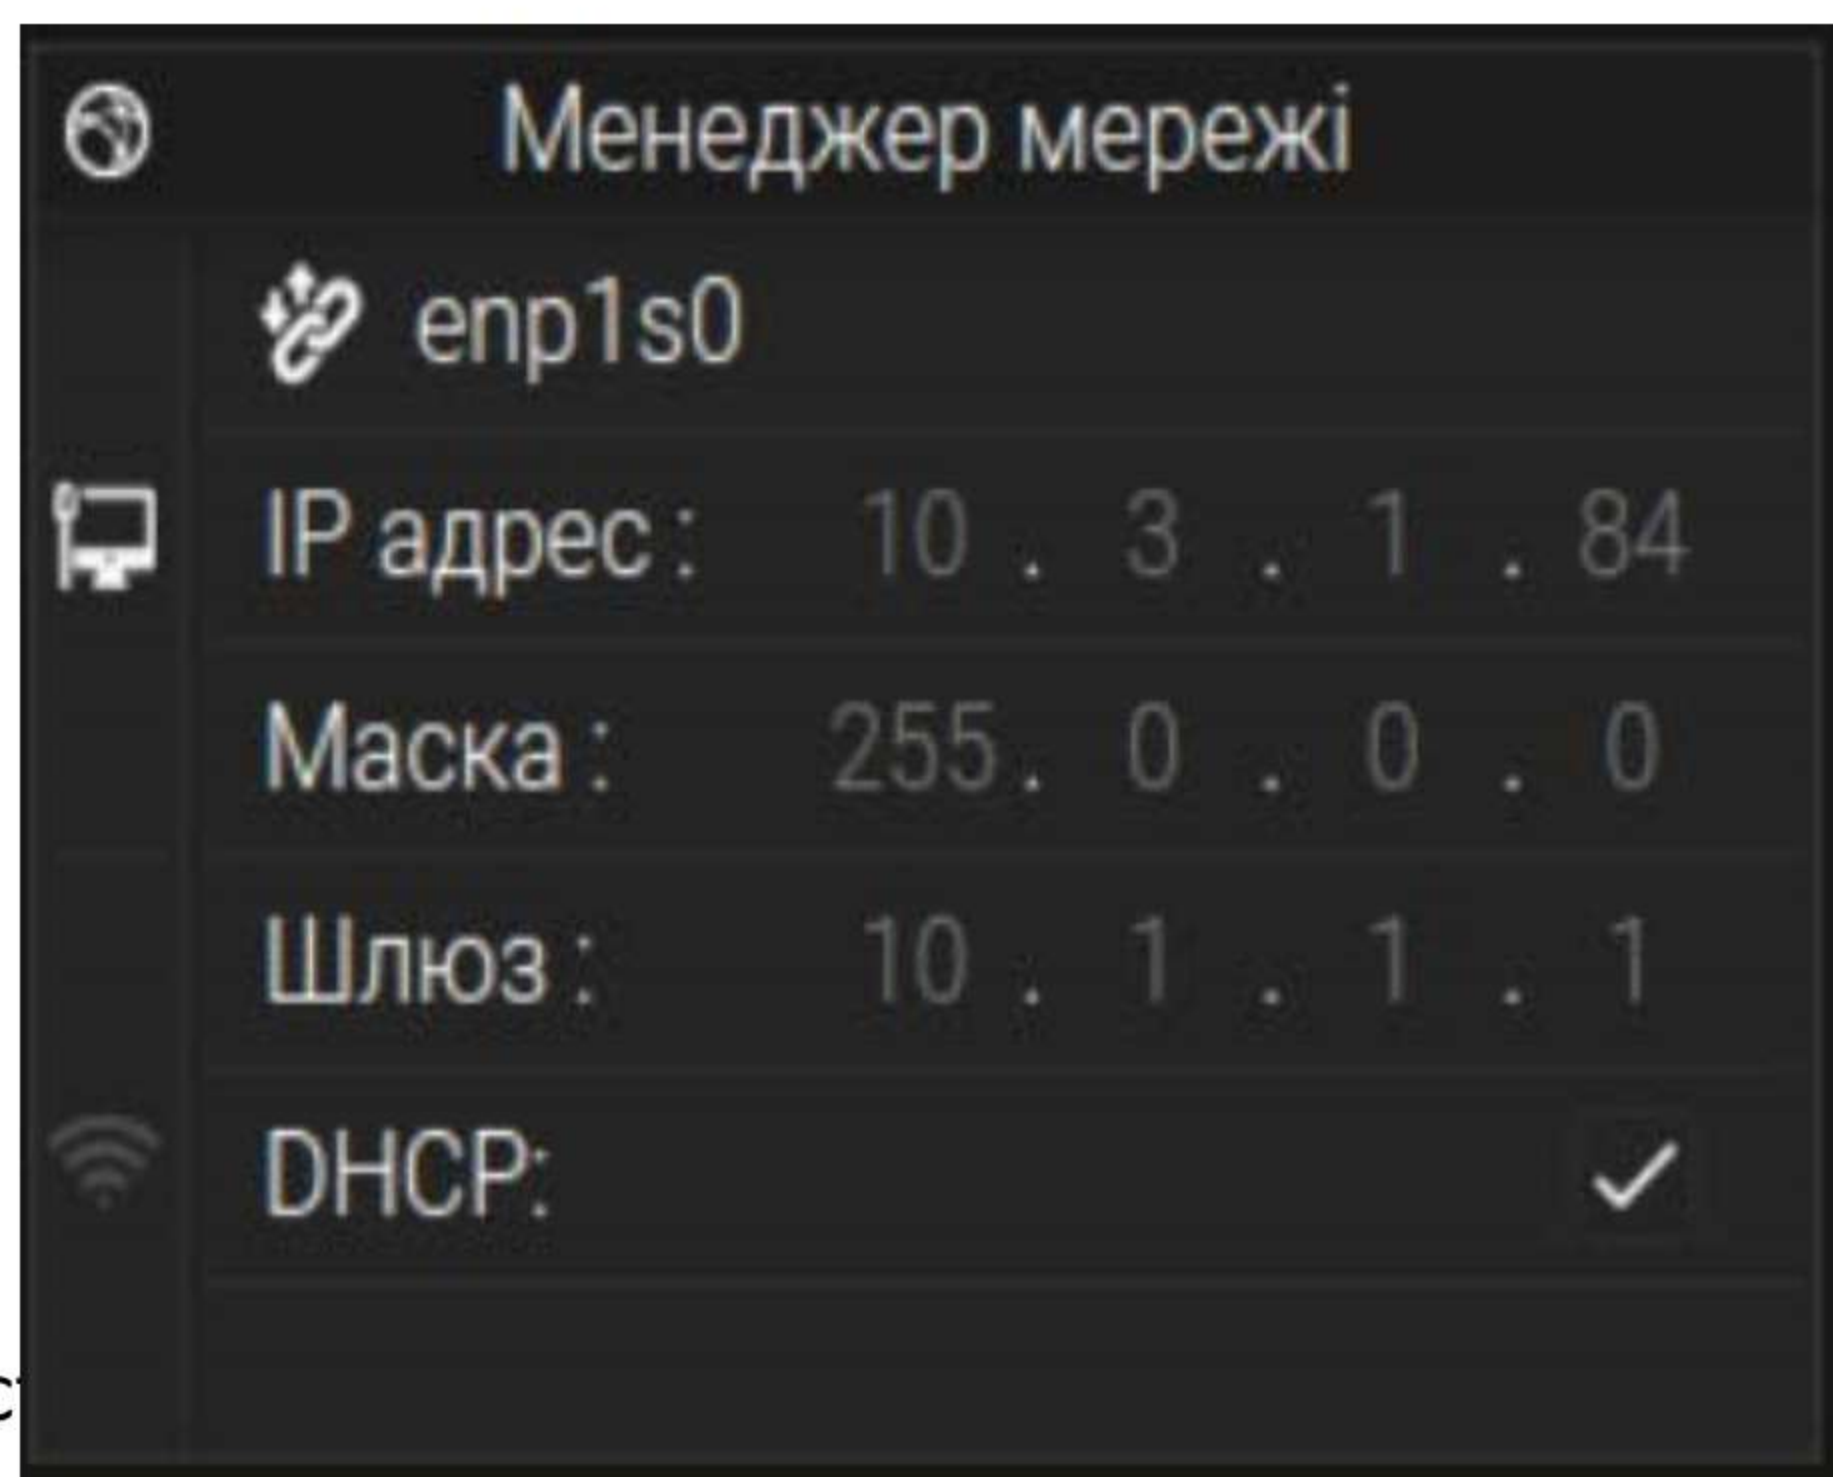 Менеджер мережі
enp1s0
IP адрес : 10 . 3 . 1 . 84
Маска : 255 . 0 . 0 . 0
Шлюз : 10 . 1 . 1 . 1
DHCP: